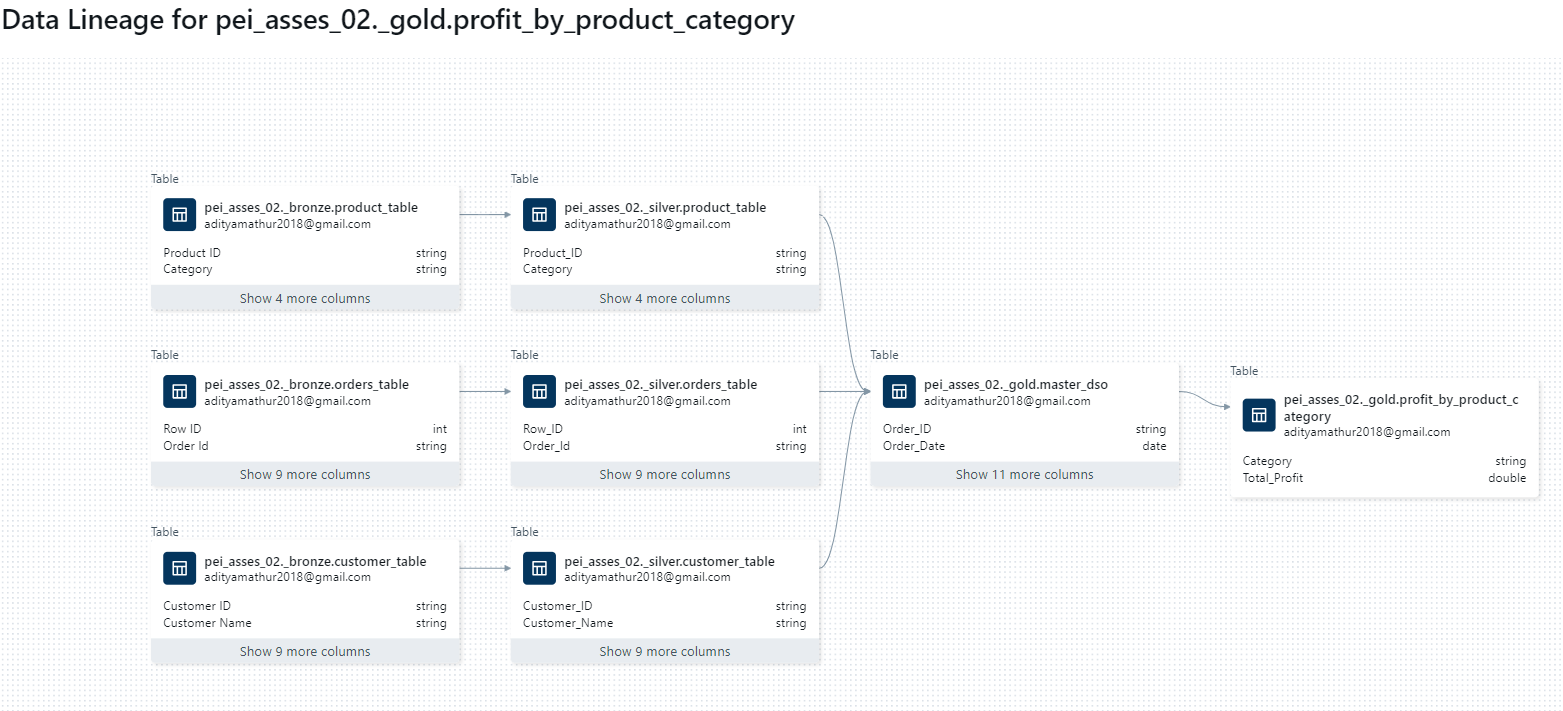 Data Lineage for pei_asses_02._gold.profit_by_product_category
Table
pei_asses_02._bronze.product_table
adityamathur2018@gmail.com
Product ID string
Category string
Show 4 more columns
Table
pei_asses_02._silver.product_table
adityamathur2018@gmail.com
Product_ID string
Category string
Show 4 more columns
Table
pei_asses_02._bronze.orders_table
adityamathur2018@gmail.com
Row ID int
Order Id string
Show 9 more columns
Table
pei_asses_02._silver.orders_table
adityamathur2018@gmail.com
Row_ID int
Order_Id string
Show 9 more columns
Table
pei_asses_02._gold.master_dso
adityamathur2018@gmail.com
Order_ID string
Order_Date date
Show 11 more columns
Table
pei_asses_02._gold.profit_by_product_c
ategory
adityamathur2018@gmail.com
Category string
Total_Profit double
Table
pei_asses_02._bronze.customer_table
adityamathur2018@gmail.com
Customer ID string
Customer Name string
Show 9 more columns
Table
pei_asses_02._silver.customer_table
adityamathur2018@gmail.com
Customer_ID string
Customer_Name string
Show 9 more columns